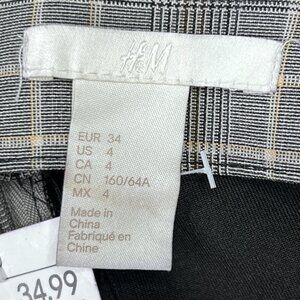 H&M
EUR 34
US 4
CA 4
CN 160/64A
MX 4
Made in
China
Fabriqué en
Chine
34.99